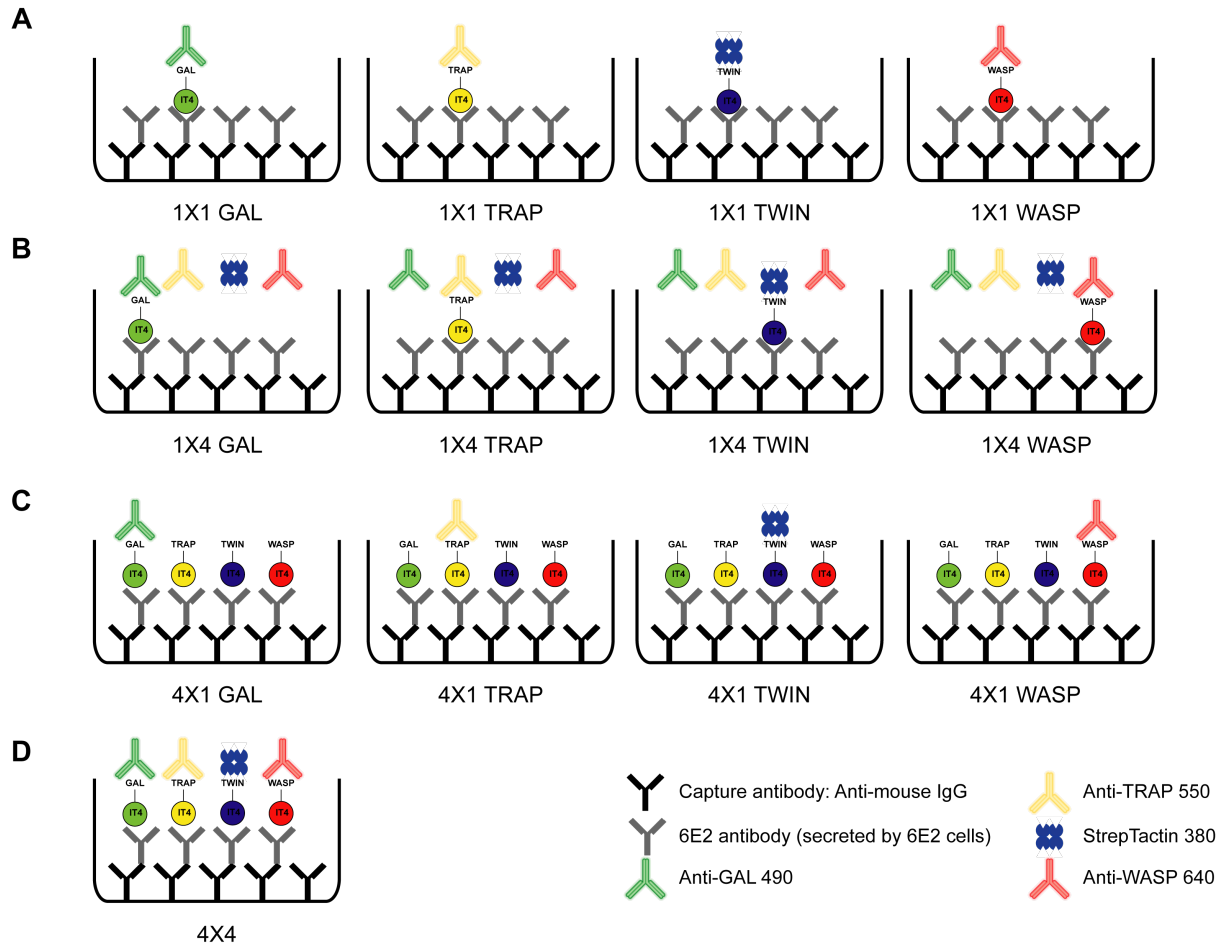 A
GAL TRAP TWIN WASP
IT4 IT4 IT4 IT4
1X1 GAL 1X1 TRAP 1X1 TWIN 1X1 WASP
B
GAL TRAP TWIN WASP
IT4 IT4 IT4 IT4
1X4 GAL 1X4 TRAP 1X4 TWIN 1X4 WASP
C
GAL TRAP TWIN WASP GAL TRAP TWIN WASP GAL TRAP TWIN WASP GAL TRAP TWIN WASP
IT4 IT4 IT4 IT4 IT4 IT4 IT4 IT4 IT4 IT4 IT4 IT4 IT4 IT4 IT4 IT4
4X1 GAL 4X1 TRAP 4X1 TWIN 4X1 WASP
D
GAL TRAP TWIN WASP
IT4 IT4 IT4 IT4
4X4
Capture antibody: Anti-mouse IgG
6E2 antibody (secreted by 6E2 cells)
Anti-GAL 490
Anti-TRAP 550
StrepTactin 380
Anti-WASP 640